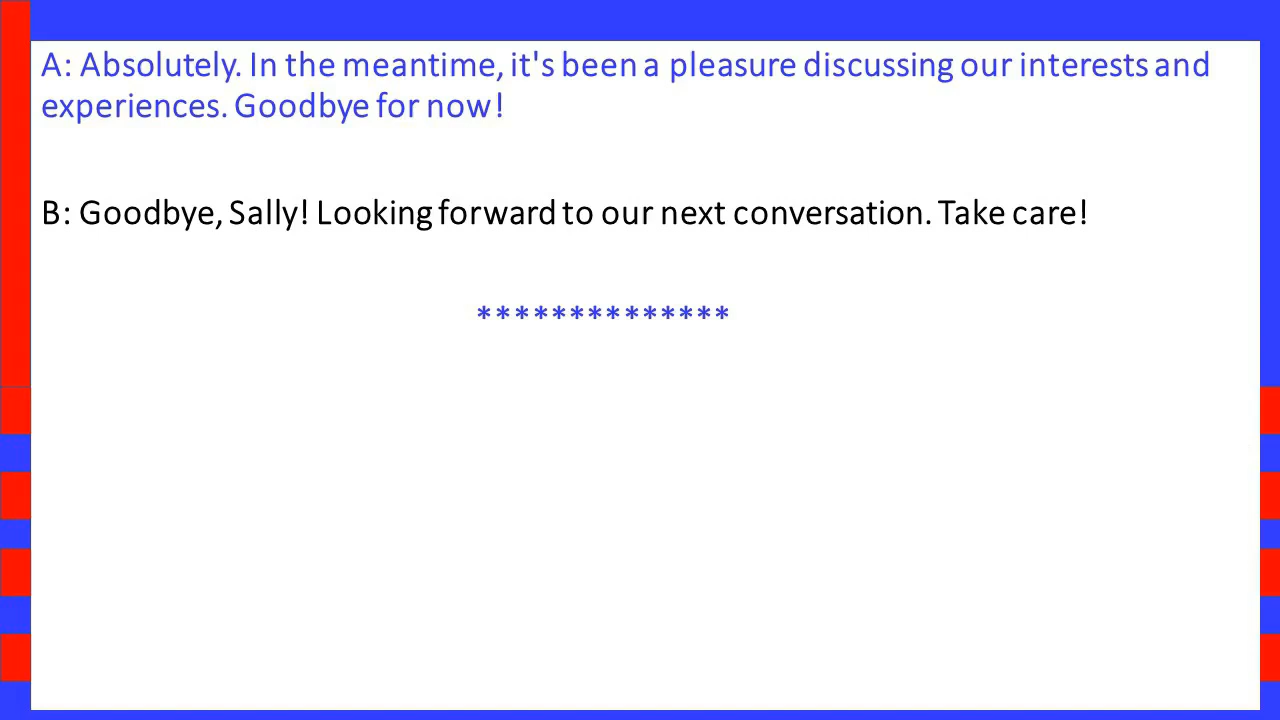 A: Absolutely. In the meantime, it's been a pleasure discussing our interests and
experiences. Goodbye for now!
B: Goodbye, Sally! Looking forward to our next conversation. Take care!
**************